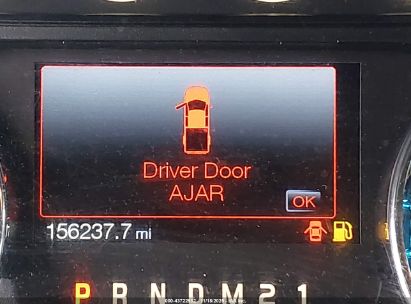 Driver Door
AJAR
OK
156237.7 mi
P R N D M 2 1